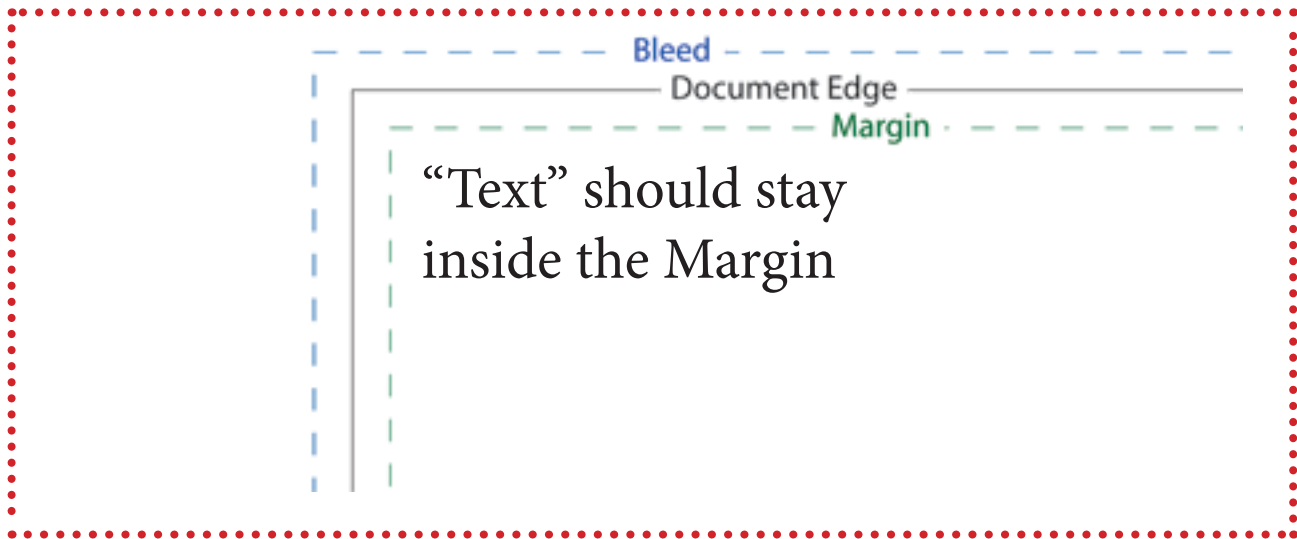 Bleed
Document Edge
Margin
“Text” should stay
inside the Margin